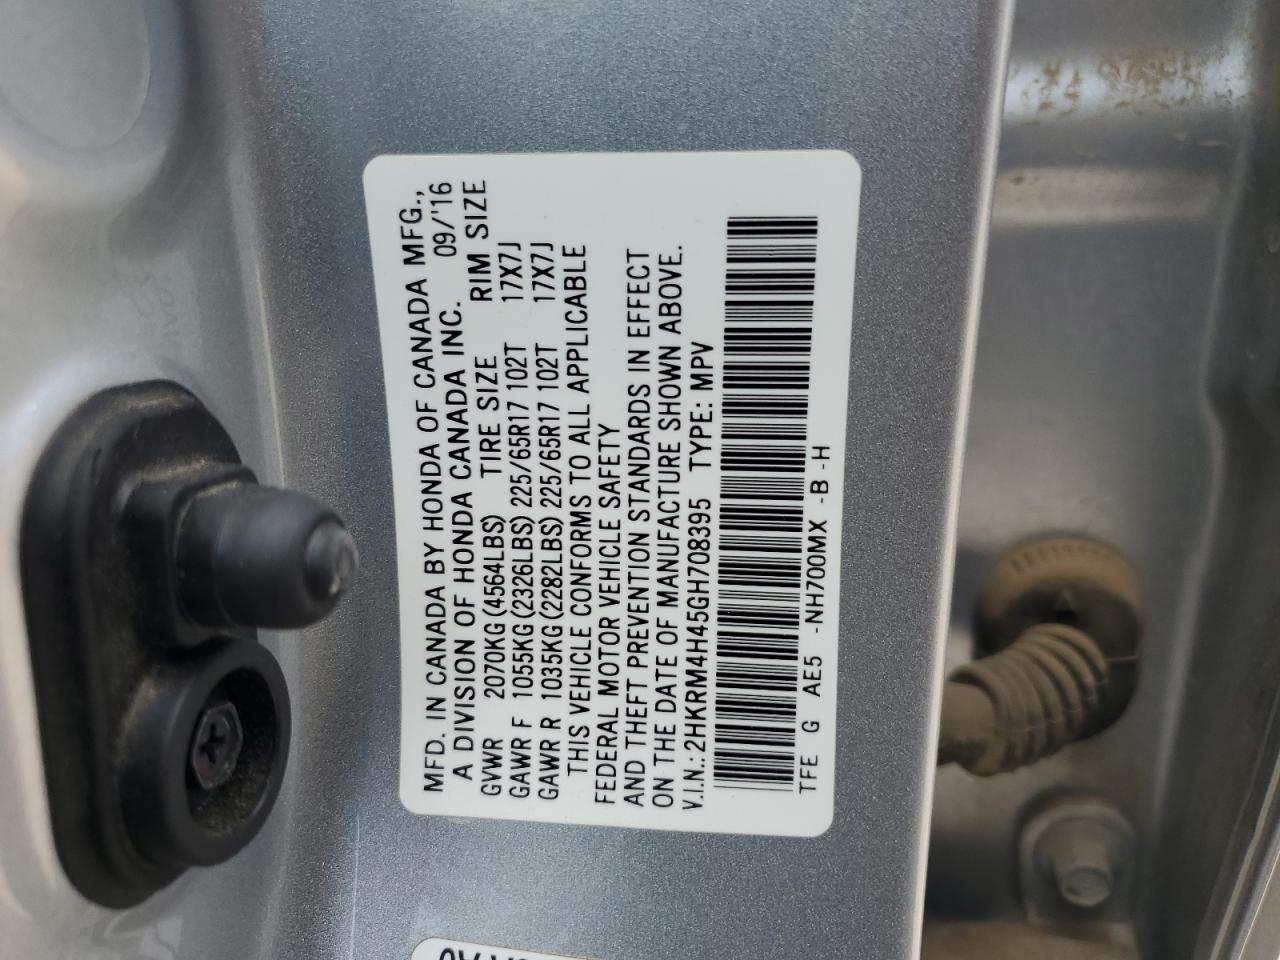 MFD. IN CANADA BY HONDA OF CANADA MFG.,
A DIVISION OF HONDA CANADA INC. 09/'16
GVWR 2070KG (4564LBS) TIRE SIZE RIM SIZE
GAWR F 1055KG (2326LBS) 225/65R17 102T 17X7J
GAWR R 1035KG (2282LBS) 225/65R17 102T 17X7J
THIS VEHICLE CONFORMS TO ALL APPLICABLE
FEDERAL MOTOR VEHICLE SAFETY
AND THEFT PREVENTION STANDARDS IN EFFECT
ON THE DATE OF MANUFACTURE SHOWN ABOVE.
V.I.N.: 2HKRM4H45GH708395 TYPE: MPV
TFE G AE5 -NH700MX -B -H